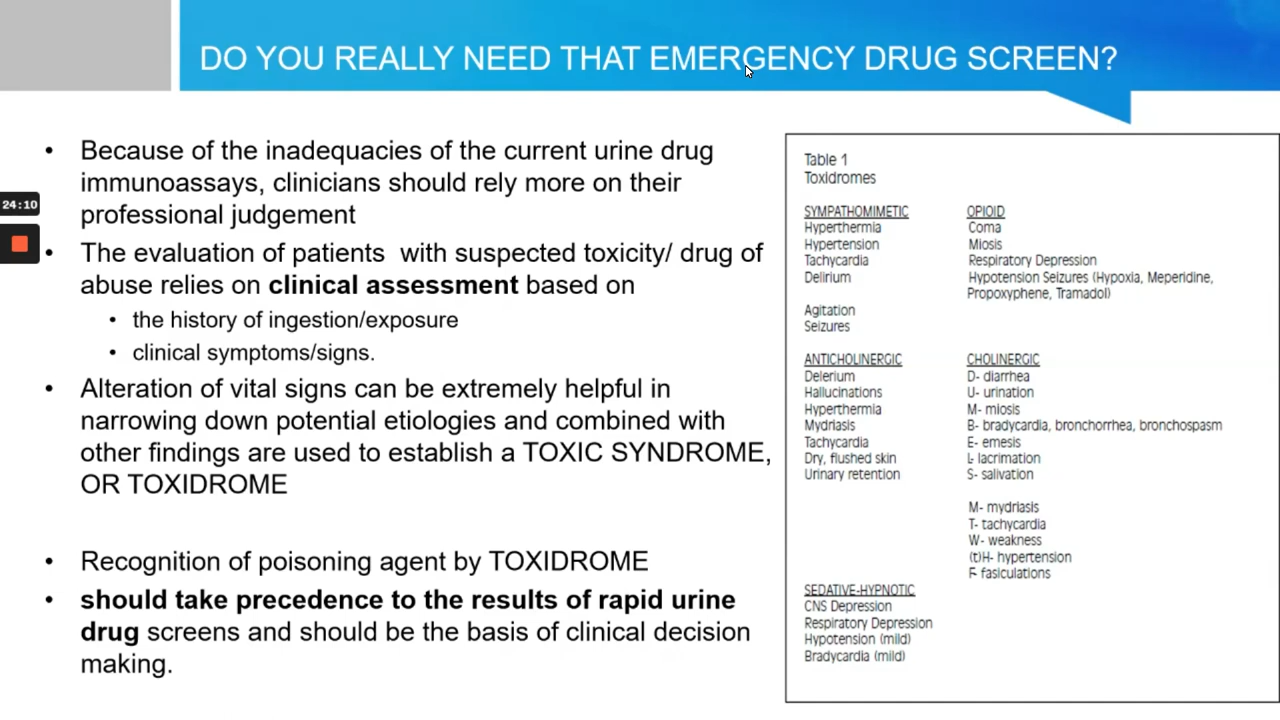 DO YOU REALLY NEED THAT EMERGENCY DRUG SCREEN?
• Because of the inadequacies of the current urine drug
immunoassays, clinicians should rely more on their
professional judgement
24:10
• The evaluation of patients with suspected toxicity/ drug of
abuse relies on clinical assessment based on
• the history of ingestion/exposure
• clinical symptoms/signs.
• Alteration of vital signs can be extremely helpful in
narrowing down potential etiologies and combined with
other findings are used to establish a TOXIC SYNDROME,
OR TOXIDROME
• Recognition of poisoning agent by TOXIDROME
• should take precedence to the results of rapid urine
drug screens and should be the basis of clinical decision
making.
Table 1
Toxidromes
SYMPATHOMIMETIC
Hyperthermia
Hypertension
Tachycardia
Delirium
Agitation
Seizures
OPIOID
Coma
Miosis
Respiratory Depression
Hypotension Seizures (Hypoxia, Meperidine,
Propoxyphene, Tramadol)
ANTICHOLINERGIC
Delerium
Hallucinations
Hyperthermia
Mydriasis
Tachycardia
Dry, flushed skin
Urinary retention
CHOLINERGIC
D- diarrhea
U- urination
M- miosis
B- bradycardia, bronchorrhea, bronchospasm
E- emesis
L- lacrimation
S- salivation
M- mydriasis
T- tachycardia
W- weakness
(t)H- hypertension
F- fasiculations
SEDATIVE-HYPNOTIC
CNS Depression
Respiratory Depression
Hypotension (mild)
Bradycardia (mild)